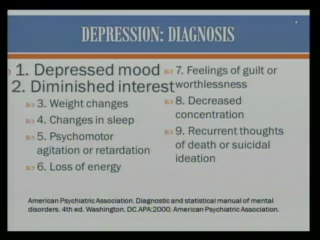 DEPRESSION: DIAGNOSIS
1. Depressed mood
2. Diminished interest
3. Weight changes
4. Changes in sleep
5. Psychomotor
agitation or retardation
6. Loss of energy
7. Feelings of guilt or
worthlessness
8. Decreased
concentration
9. Recurrent thoughts
of death or suicidal
ideation
American Psychiatric Association. Diagnostic and statistical manual of mental
disorders. 4th ed. Washington, DC.APA:2000. American Psychiatric Association.